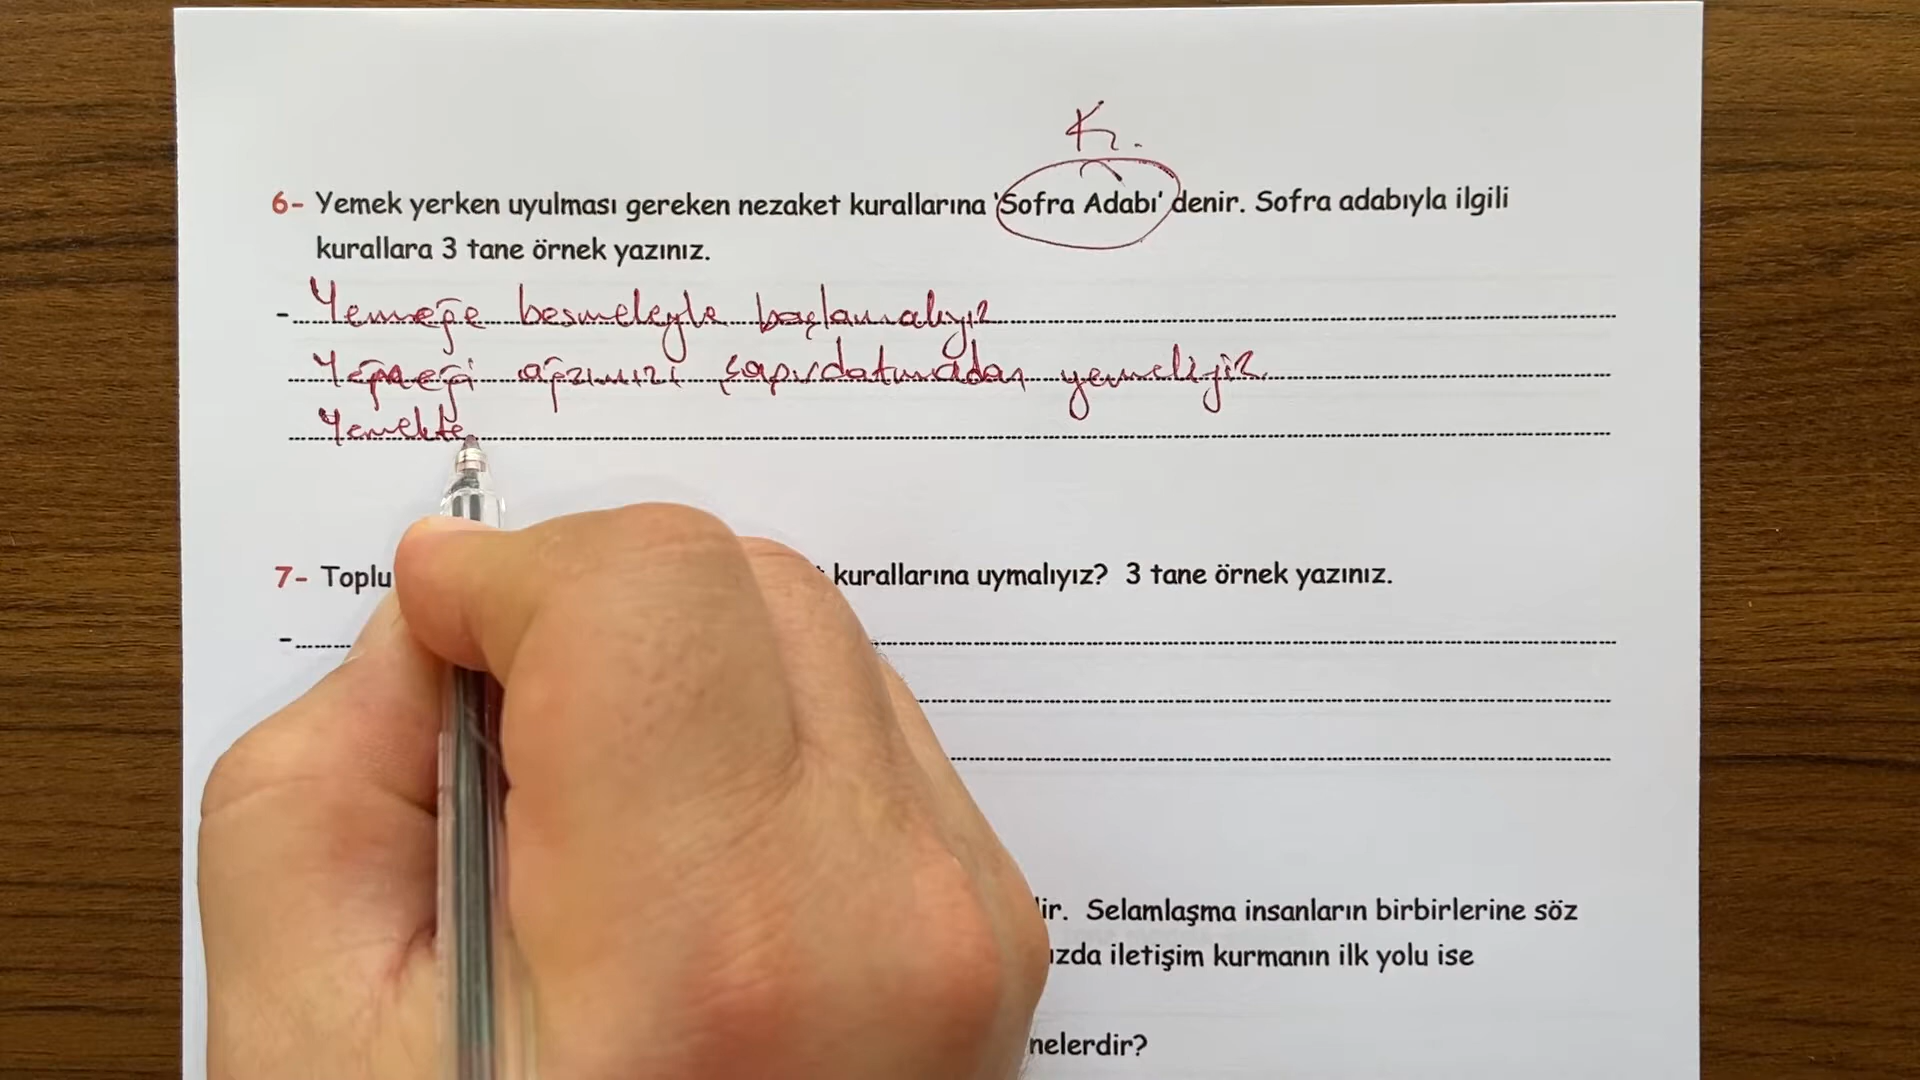 K.
6- Yemek yerken uyulması gereken nezaket kurallarına 'Sofra Adabı' denir. Sofra adabıyla ilgili
kurallara 3 tane örnek yazınız.
- Yemeğe besmeleyle başlamalıyız
Yemeği ağzımızı şapırdatmadan yemeliyiz.
Yemekte
7- Toplu kurallarına uymalıyız? 3 tane örnek yazınız.
-
Selamlaşma insanların birbirlerine söz
iletişim kurmanın ilk yolu ise
nelerdir?